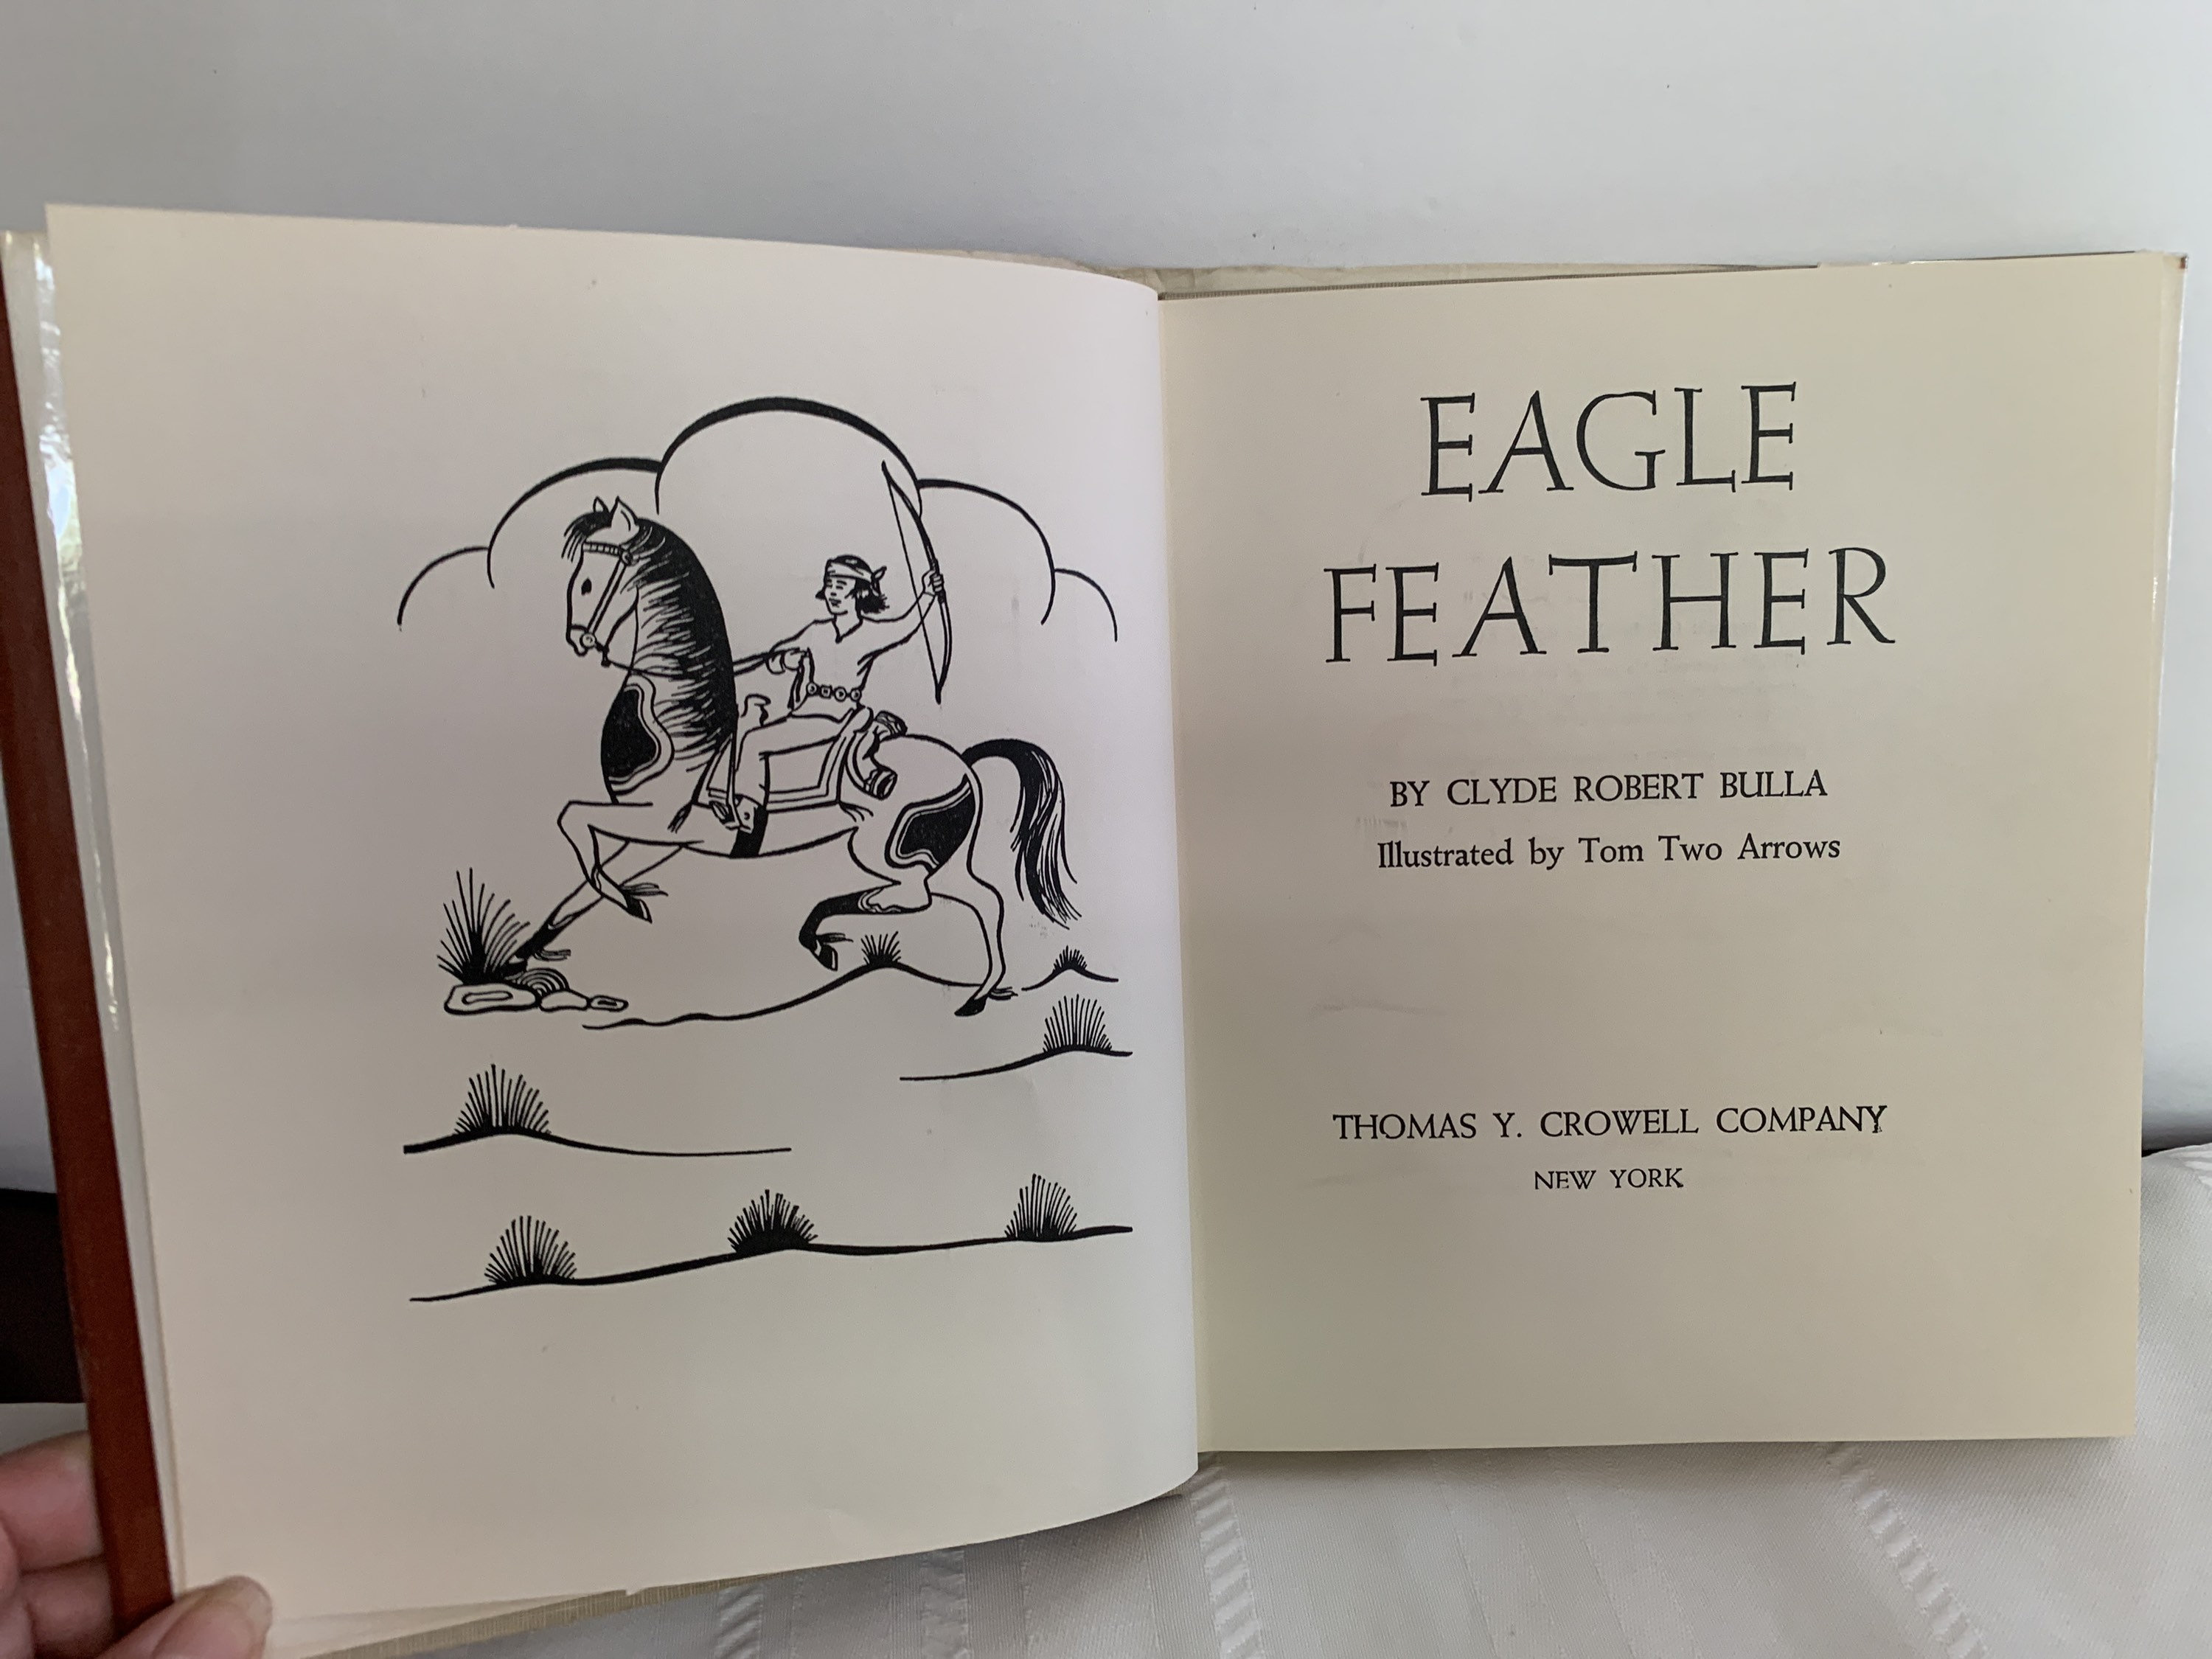 EAGLE
FEATHER
BY CLYDE ROBERT BULLA
Illustrated by Tom Two Arrows
THOMAS Y. CROWELL COMPANY
NEW YORK